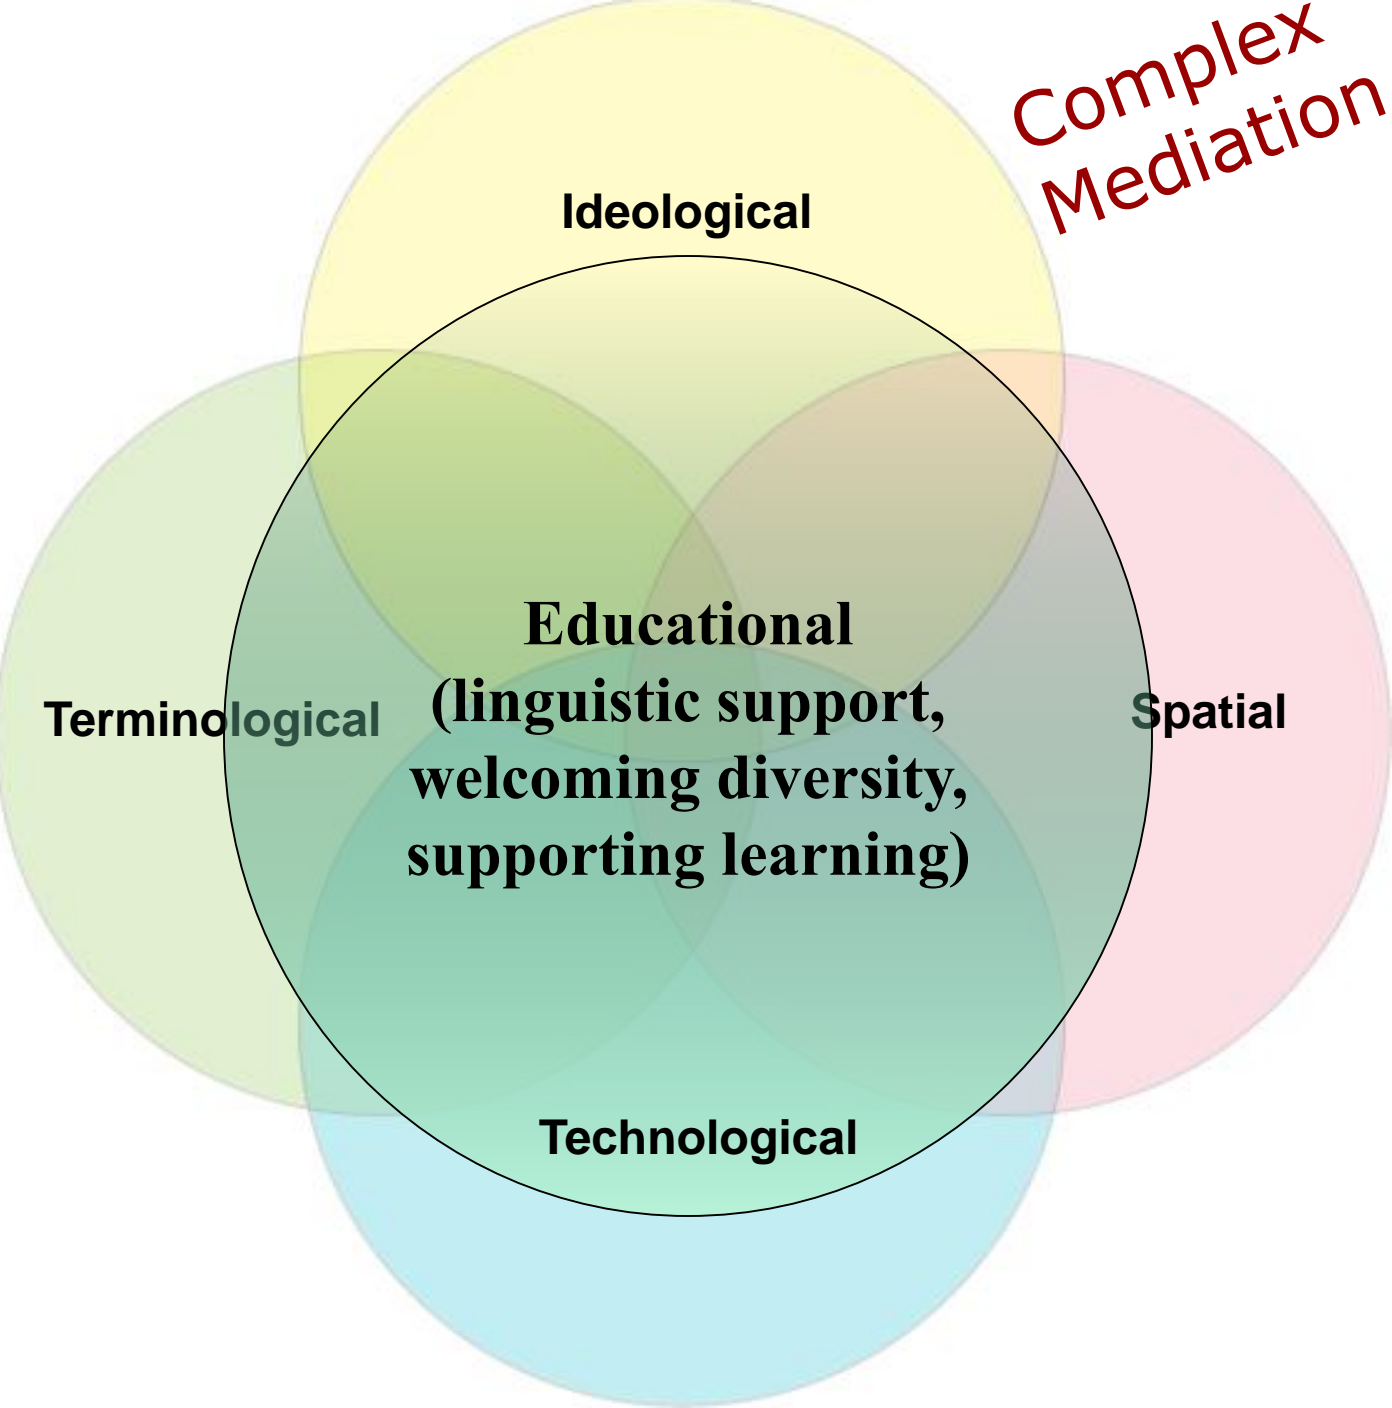 Complex
Mediation
Ideological
Educational
(linguistic support,
welcoming diversity,
supporting learning)
Terminological
Spatial
Technological